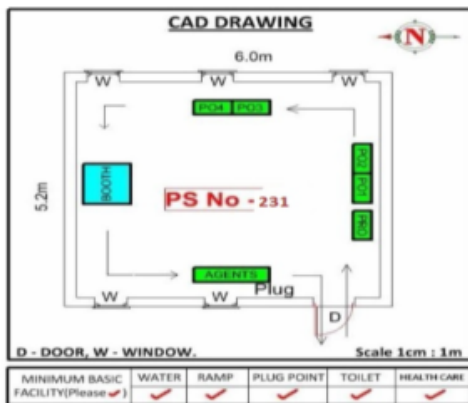 CAD DRAWING
N
6.0m
W W W
PO4 PO3
5.2m
BOOTH
PO2
PO1
PRO
PS No - 231
AGENTS
Plug
W W
D
D - DOOR, W - WINDOW. Scale 1cm : 1m
MINIMUM BASIC FACILITY(Please ✓) WATER RAMP PLUG POINT TOILET HEALTH CARE
✓ ✓ ✓ ✓ ✓